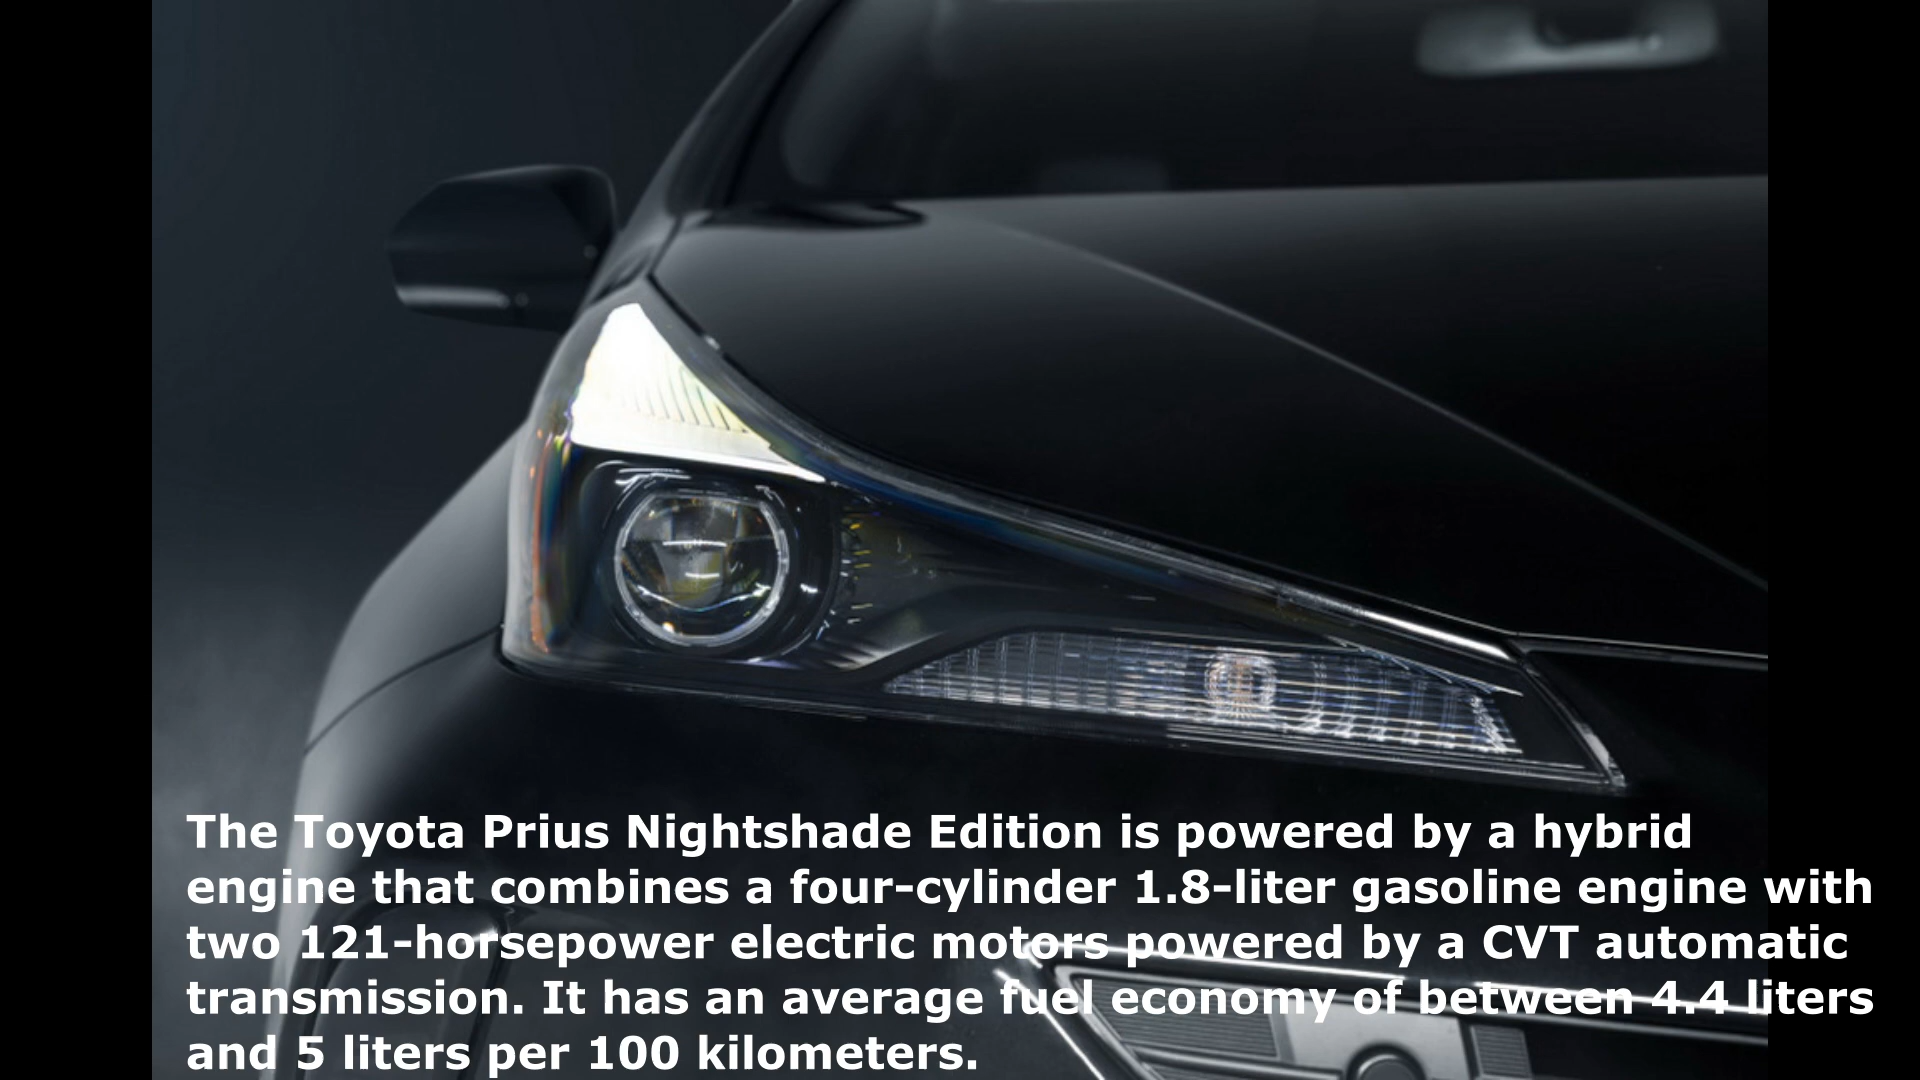 The Toyota Prius Nightshade Edition is powered by a hybrid
engine that combines a four-cylinder 1.8-liter gasoline engine with
two 121-horsepower electric motors powered by a CVT automatic
transmission. It has an average fuel economy of between 4.4 liters
and 5 liters per 100 kilometers.